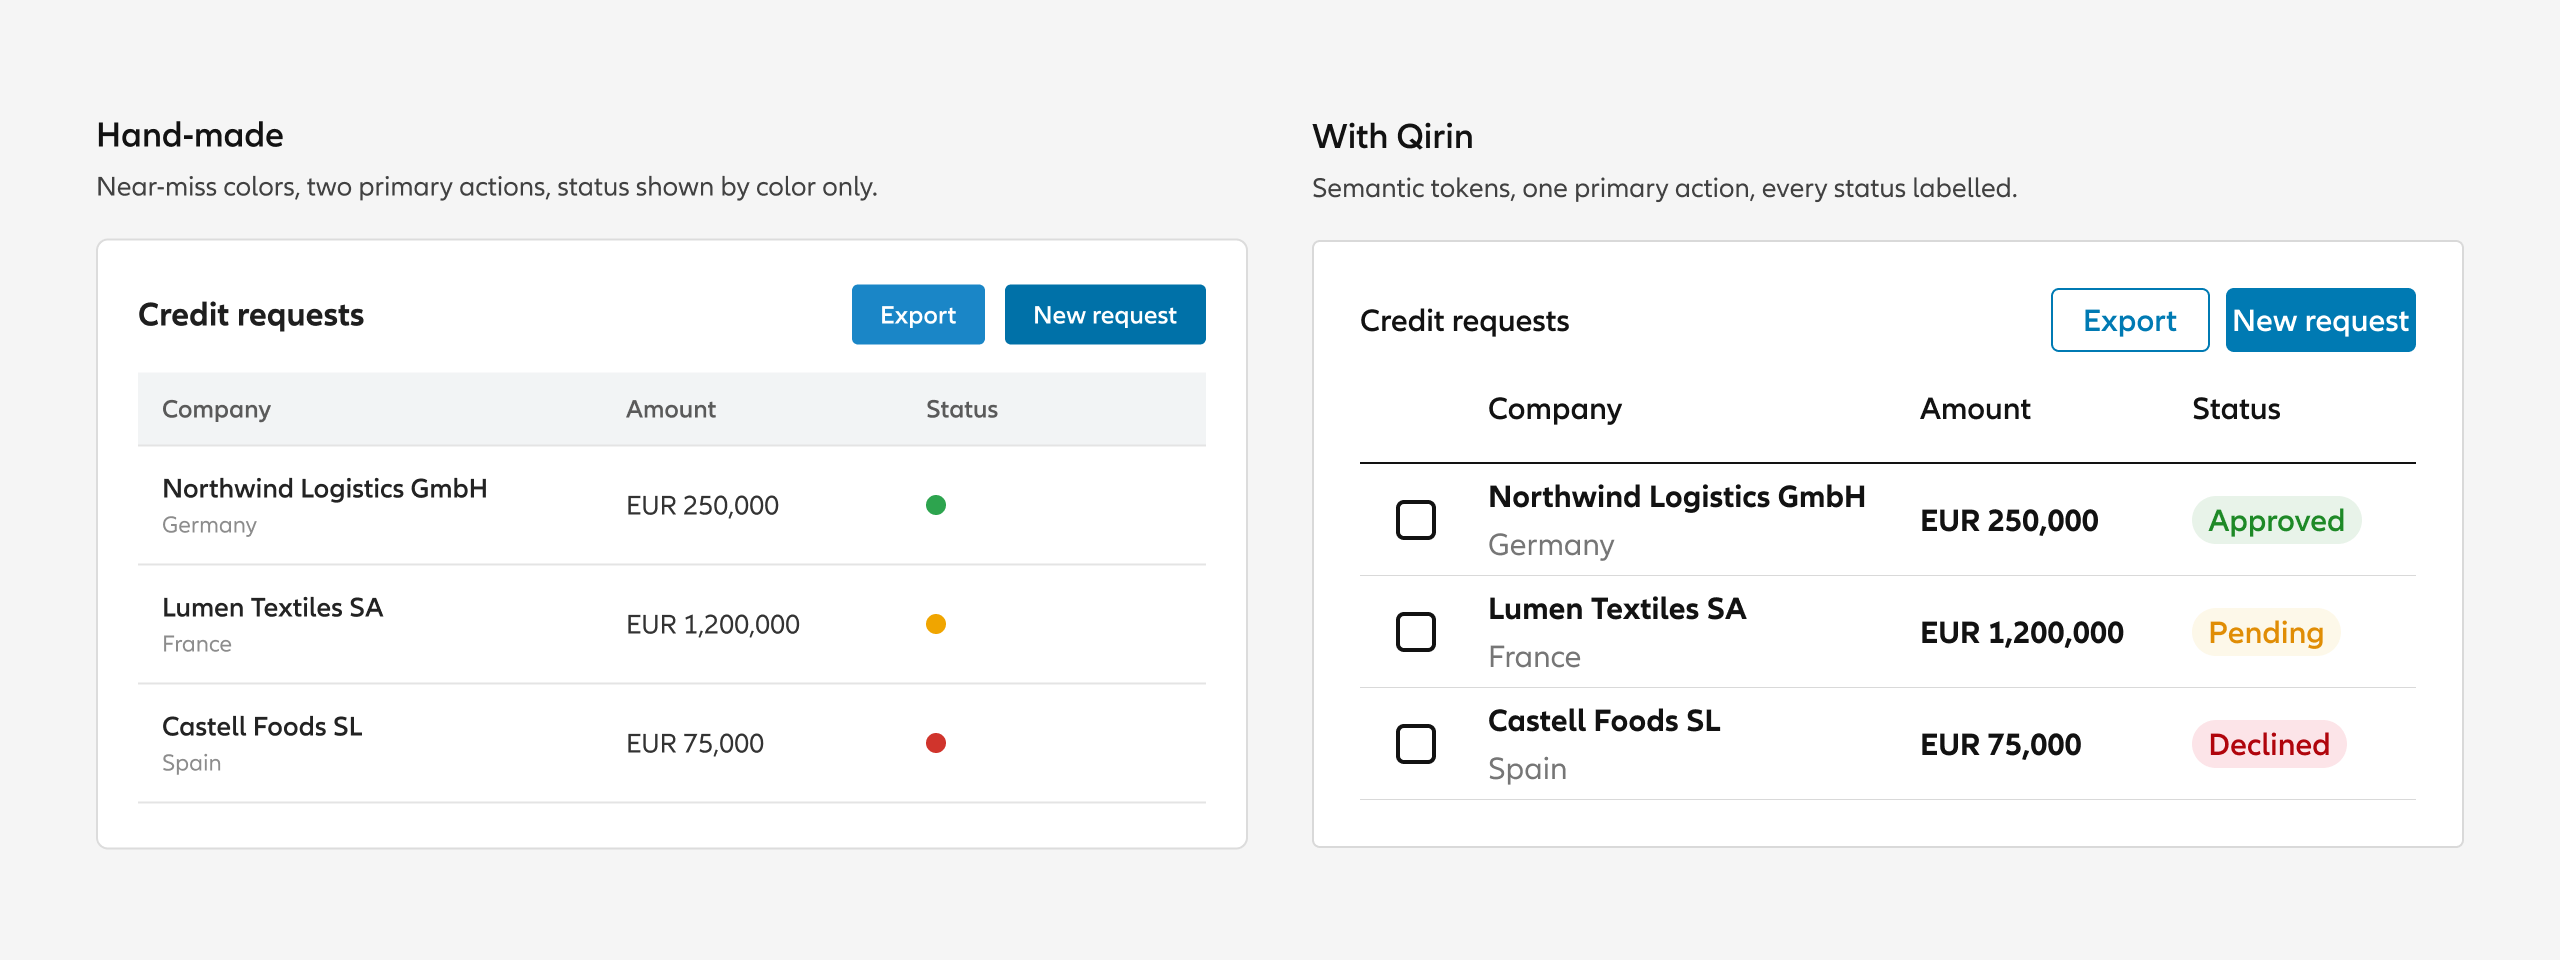 Hand-made
Near-miss colors, two primary actions, status shown by color only.
Credit requests
Export
New request
Company Amount Status
Northwind Logistics GmbH
Germany
EUR 250,000
Lumen Textiles SA
France
EUR 1,200,000
Castell Foods SL
Spain
EUR 75,000
With Qirin
Semantic tokens, one primary action, every status labelled.
Credit requests
Export
New request
Company Amount Status
Northwind Logistics GmbH
Germany
EUR 250,000
Approved
Lumen Textiles SA
France
EUR 1,200,000
Pending
Castell Foods SL
Spain
EUR 75,000
Declined